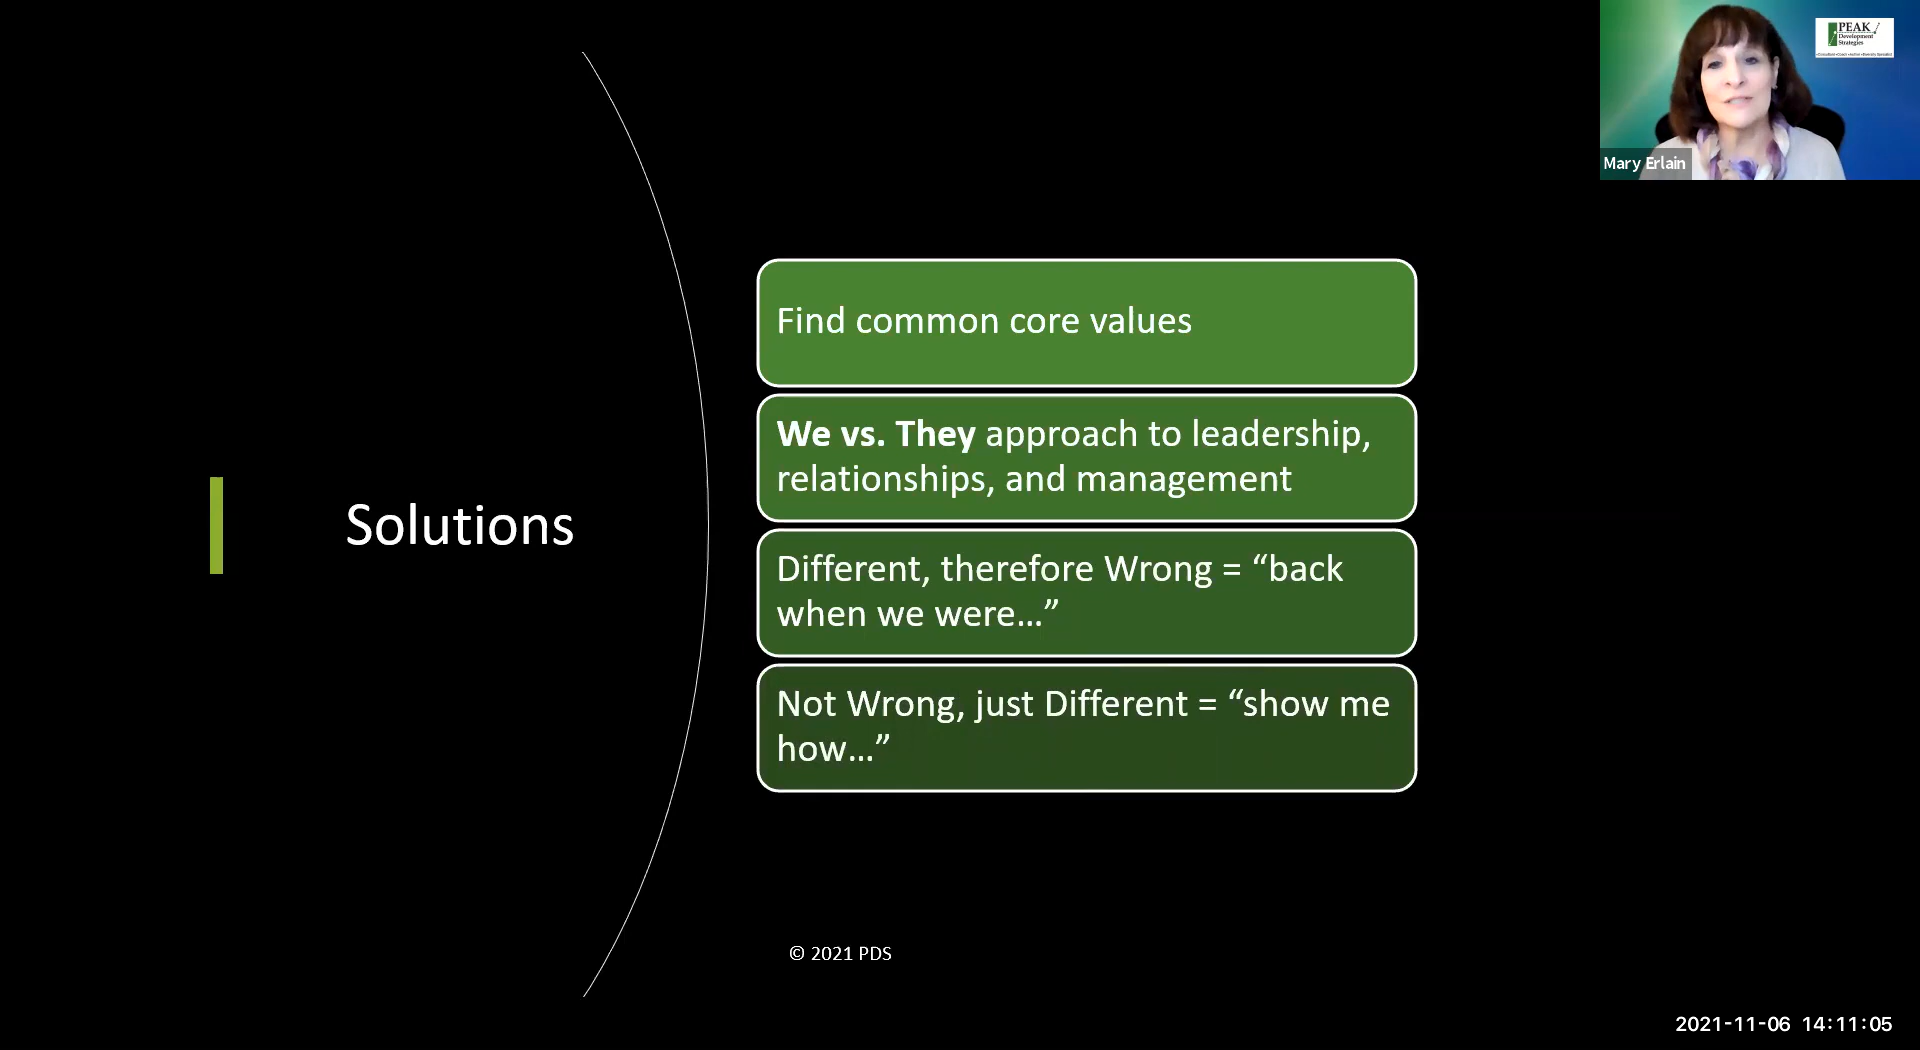 PEAK
Development
Strategies
Mary Erlain
Solutions
Find common core values
We vs. They approach to leadership,
relationships, and management
Different, therefore Wrong = “back
when we were…”
Not Wrong, just Different = “show me
how…”
© 2021 PDS
2021-11-06 14:11:05